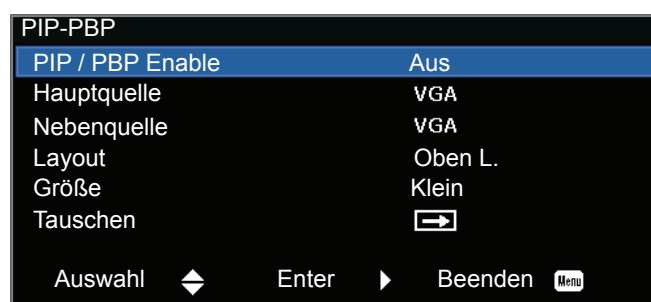 PIP-PBP
PIP / PBP Enable Aus
Hauptquelle VGA
Nebenquelle VGA
Layout Oben L.
Größe Klein
Tauschen
Auswahl Enter Beenden Menu